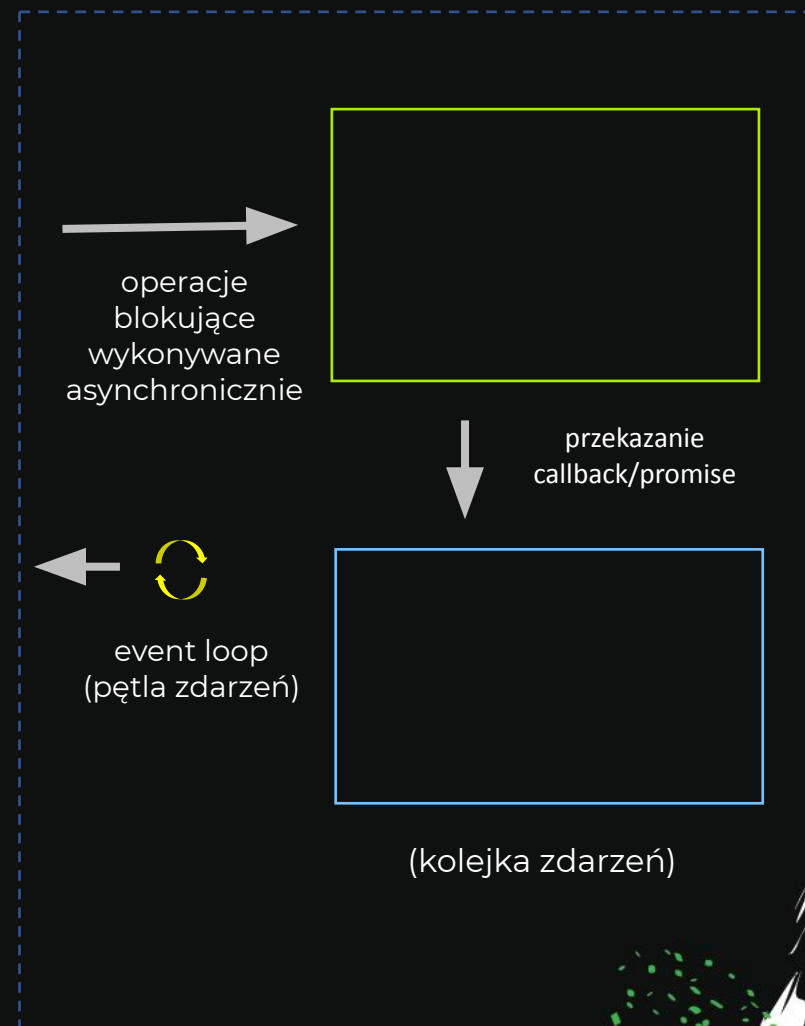 operacje
blokujące
wykonywane
asynchronicznie
przekazanie
callback/promise
event loop
(pętla zdarzeń)
(kolejka zdarzeń)